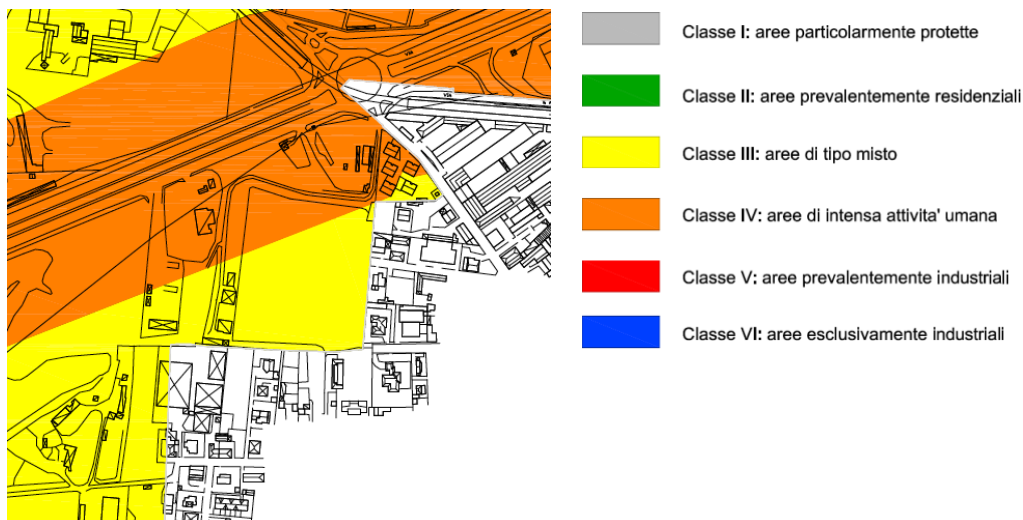 Classe I: aree particolarmente protette
Classe II: aree prevalentemente residenziali
Classe III: aree di tipo misto
Classe IV: aree di intensa attivita' umana
Classe V: aree prevalentemente industriali
Classe VI: aree esclusivamente industriali